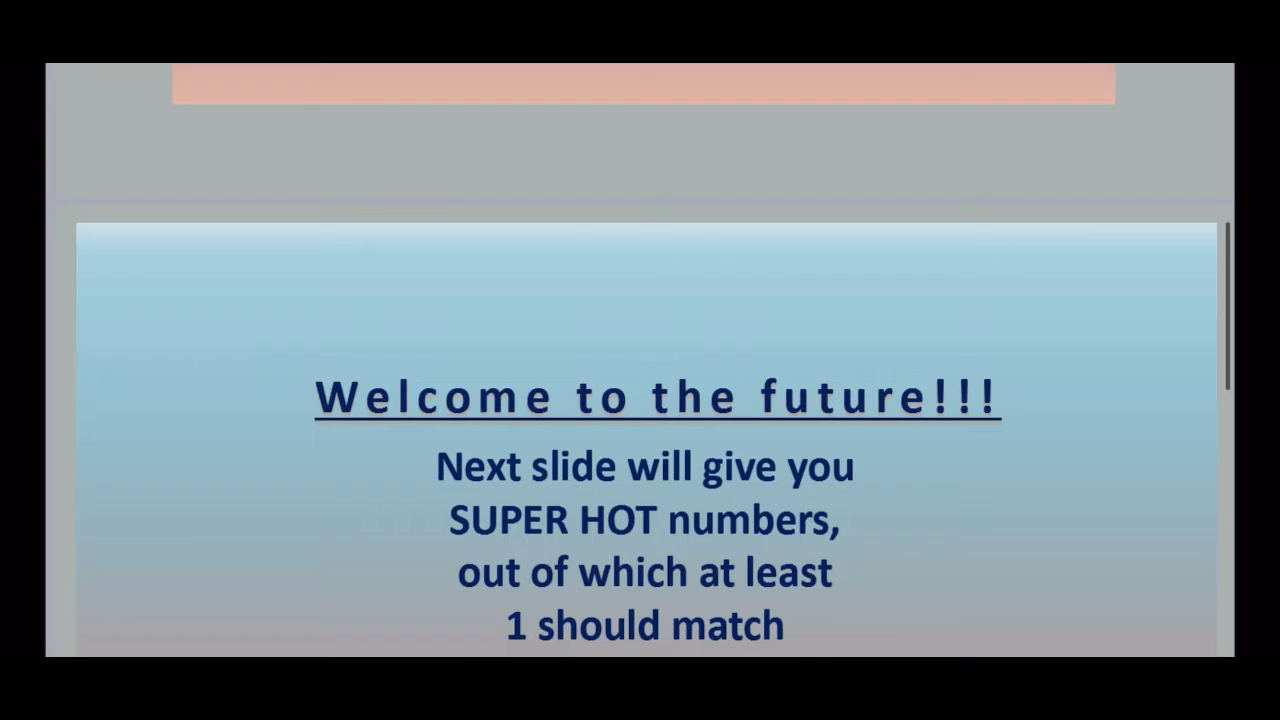 Welcome to the future!!!
Next slide will give you
SUPER HOT numbers,
out of which at least
1 should match